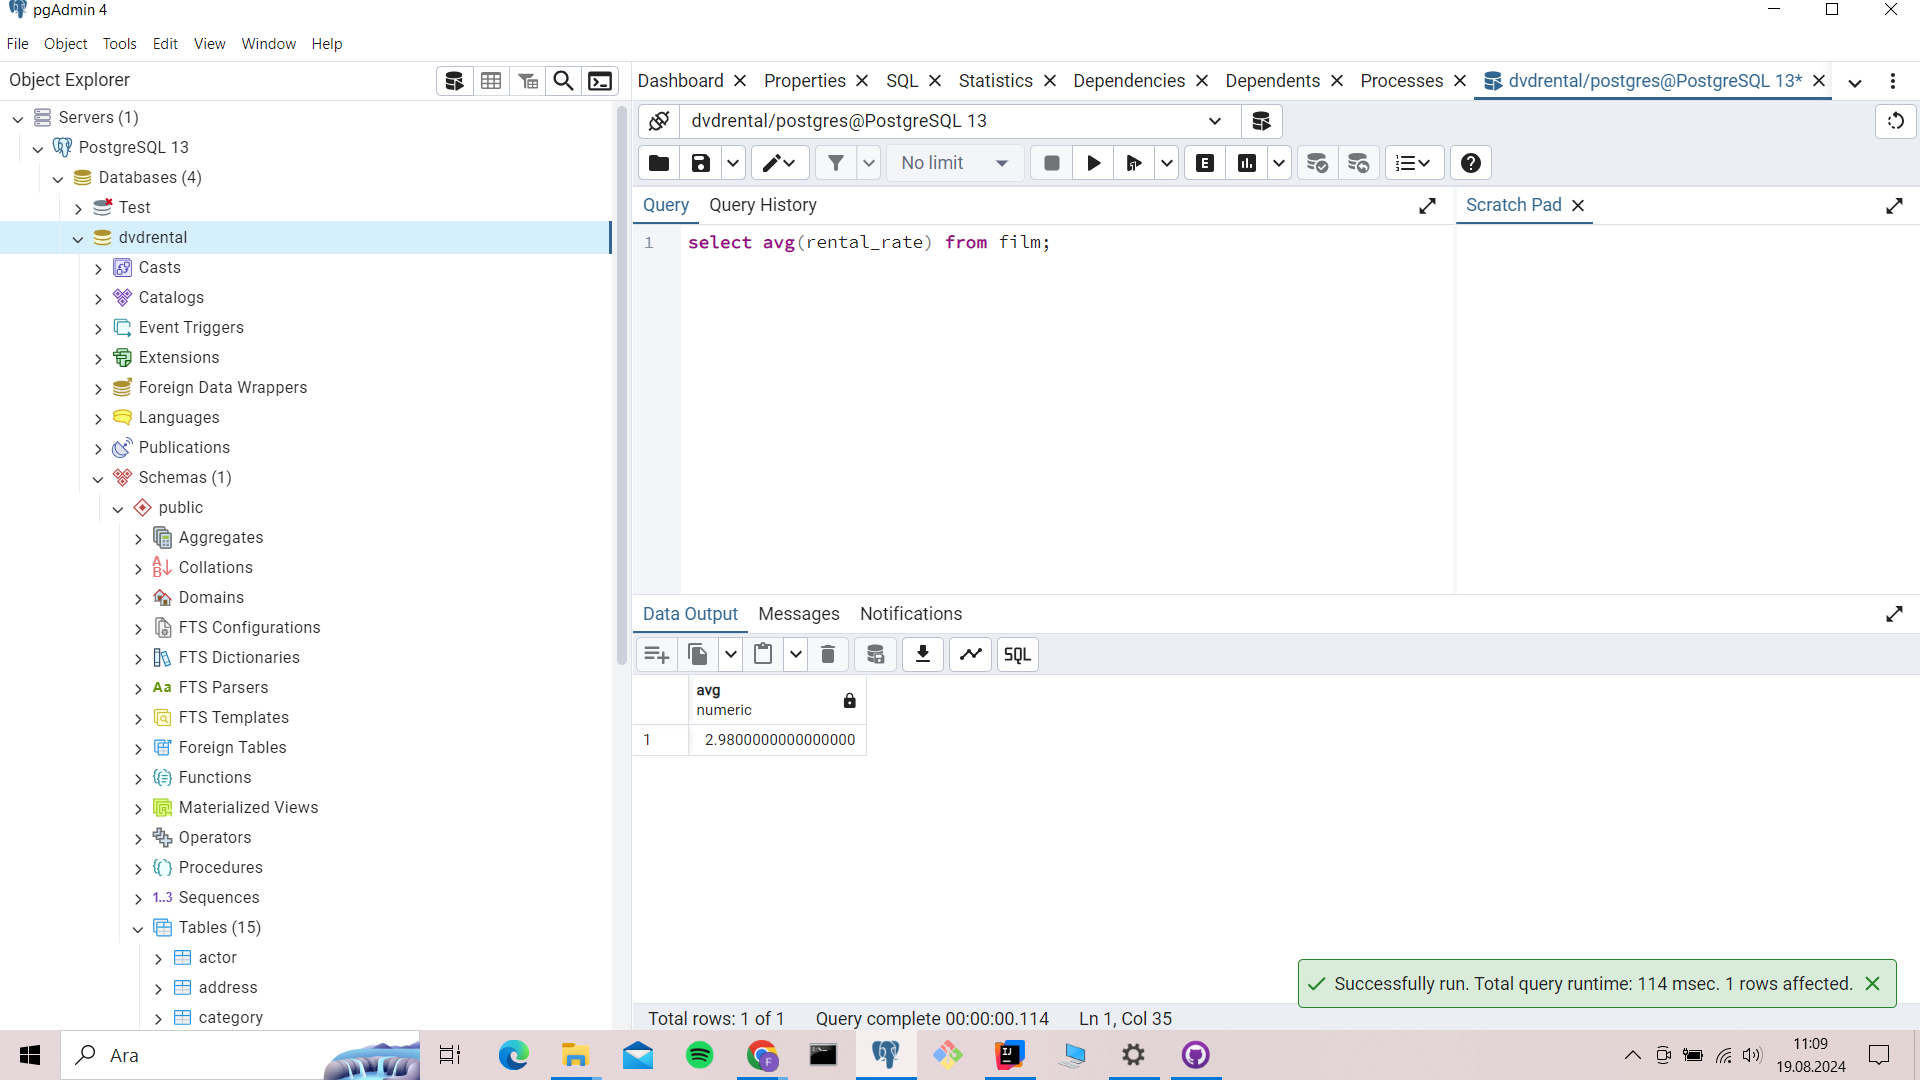 pgAdmin 4
File Object Tools Edit View Window Help
Object Explorer
Servers (1)
PostgreSQL 13
Databases (4)
Test
dvdrental
Casts
Catalogs
Event Triggers
Extensions
Foreign Data Wrappers
Languages
Publications
Schemas (1)
public
Aggregates
Collations
Domains
FTS Configurations
FTS Dictionaries
Aa FTS Parsers
FTS Templates
Foreign Tables
Functions
Materialized Views
Operators
Procedures
1..3 Sequences
Tables (15)
actor
address
category
Dashboard Properties SQL Statistics Dependencies Dependents Processes dvdrental/postgres@PostgreSQL 13*
dvdrental/postgres@PostgreSQL 13
No limit E
Query Query History
1 select avg(rental_rate) from film;
Scratch Pad
Data Output Messages Notifications
SQL
avg
numeric
1 2.9800000000000000
Successfully run. Total query runtime: 114 msec. 1 rows affected.
Total rows: 1 of 1 Query complete 00:00:00.114 Ln 1, Col 35
Ara
11:09
19.08.2024